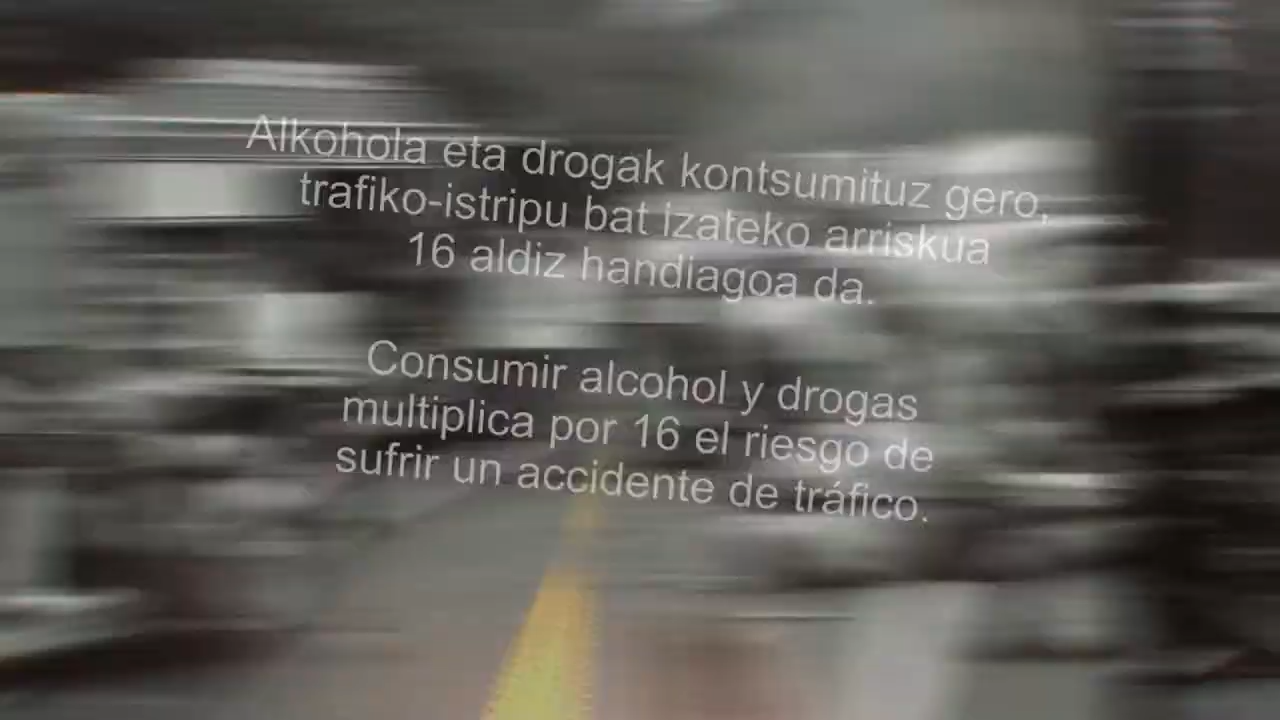 Alkohola eta drogak kontsumituz gero,
trafiko-istripu bat izateko arriskua
16 aldiz handiagoa da.
Consumir alcohol y drogas
multiplica por 16 el riesgo de
sufrir un accidente de tráfico.